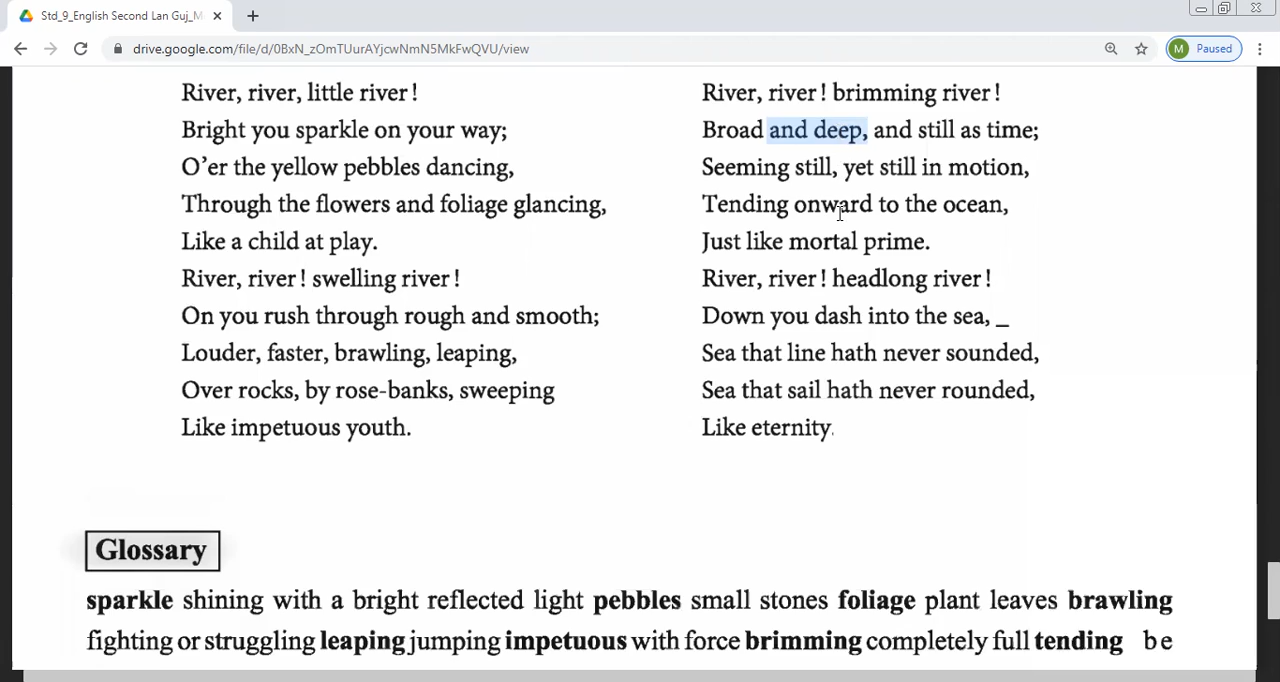 Std_9_English Second Lan Guj_M
drive.google.com/file/d/0BxN_zOmTUurAYjcwNmN5MkFwQVU/view
M Paused
River, river, little river !
Bright you sparkle on your way;
O’er the yellow pebbles dancing,
Through the flowers and foliage glancing,
Like a child at play.
River, river ! swelling river !
On you rush through rough and smooth;
Louder, faster, brawling, leaping,
Over rocks, by rose-banks, sweeping
Like impetuous youth.
River, river ! brimming river !
Broad and deep, and still as time;
Seeming still, yet still in motion,
Tending onward to the ocean,
Just like mortal prime.
River, river ! headlong river !
Down you dash into the sea, _
Sea that line hath never sounded,
Sea that sail hath never rounded,
Like eternity.
Glossary
sparkle shining with a bright reflected light pebbles small stones foliage plant leaves brawling
fighting or struggling leaping jumping impetuous with force brimming completely full tending be